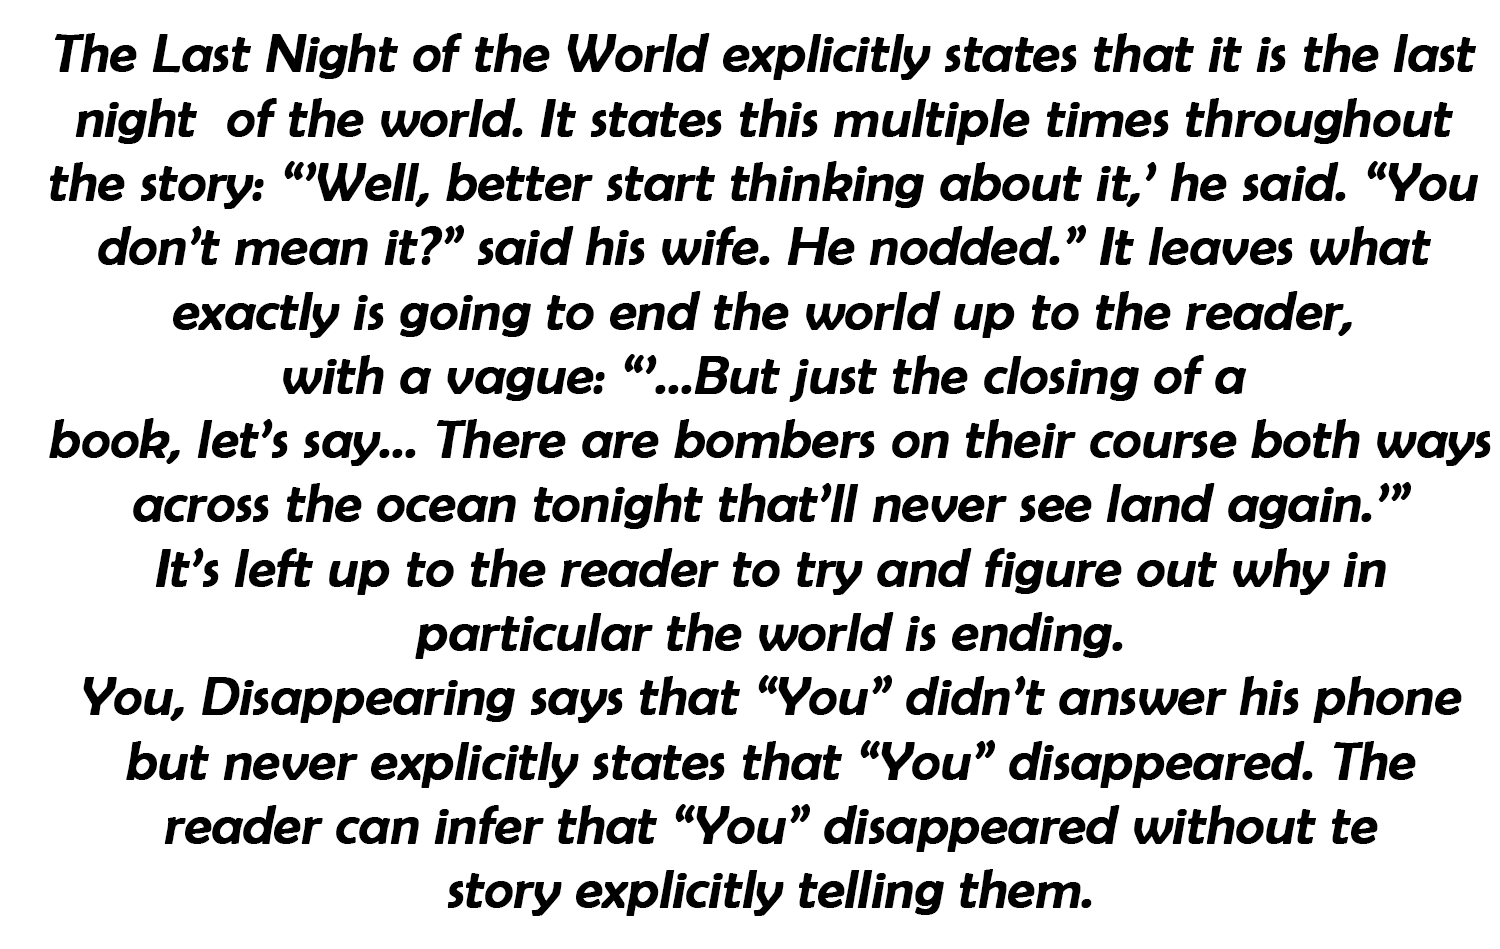 The Last Night of the World explicitly states that it is the last
night  of the world. It states this multiple times throughout
the story: “’Well, better start thinking about it,’ he said. “You
don’t mean it?” said his wife. He nodded.” It leaves what
exactly is going to end the world up to the reader,
with a vague: “’...But just the closing of a
book, let’s say... There are bombers on their course both ways
across the ocean tonight that’ll never see land again.’”
It’s left up to the reader to try and figure out why in
particular the world is ending.
You, Disappearing says that “You” didn’t answer his phone
but never explicitly states that “You” disappeared. The
reader can infer that “You” disappeared without te
story explicitly telling them.